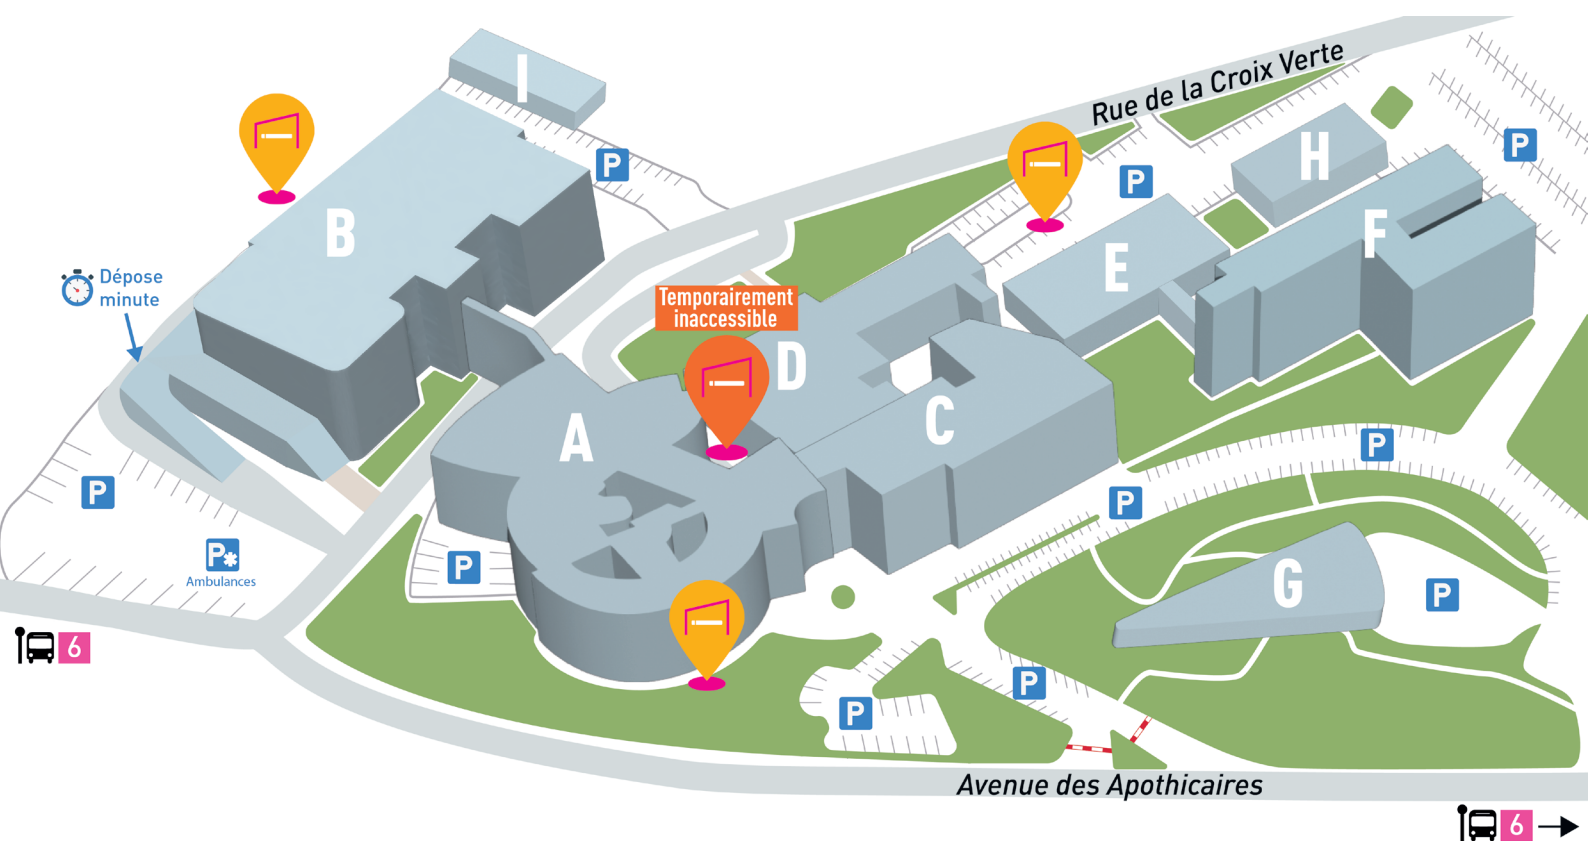 I
Rue de la Croix Verte
H
P
P
P
B
F
E
Dépose
minute
Temporairement
inaccessible
D
C
A
P
P
P
P
P
Ambulances
P
G
P
6
P
P
Avenue des Apothicaires
6